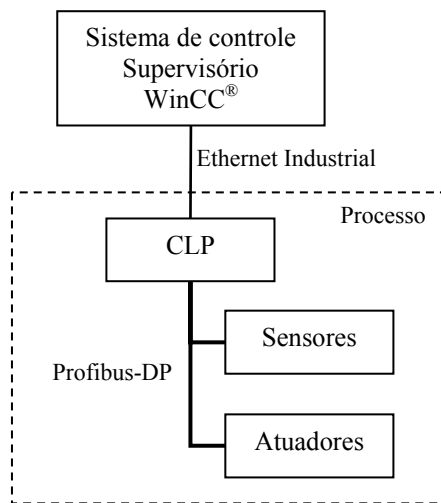 Sistema de controle
Supervisório
WinCC®
Ethernet Industrial
Processo
CLP
Sensores
Profibus-DP
Atuadores